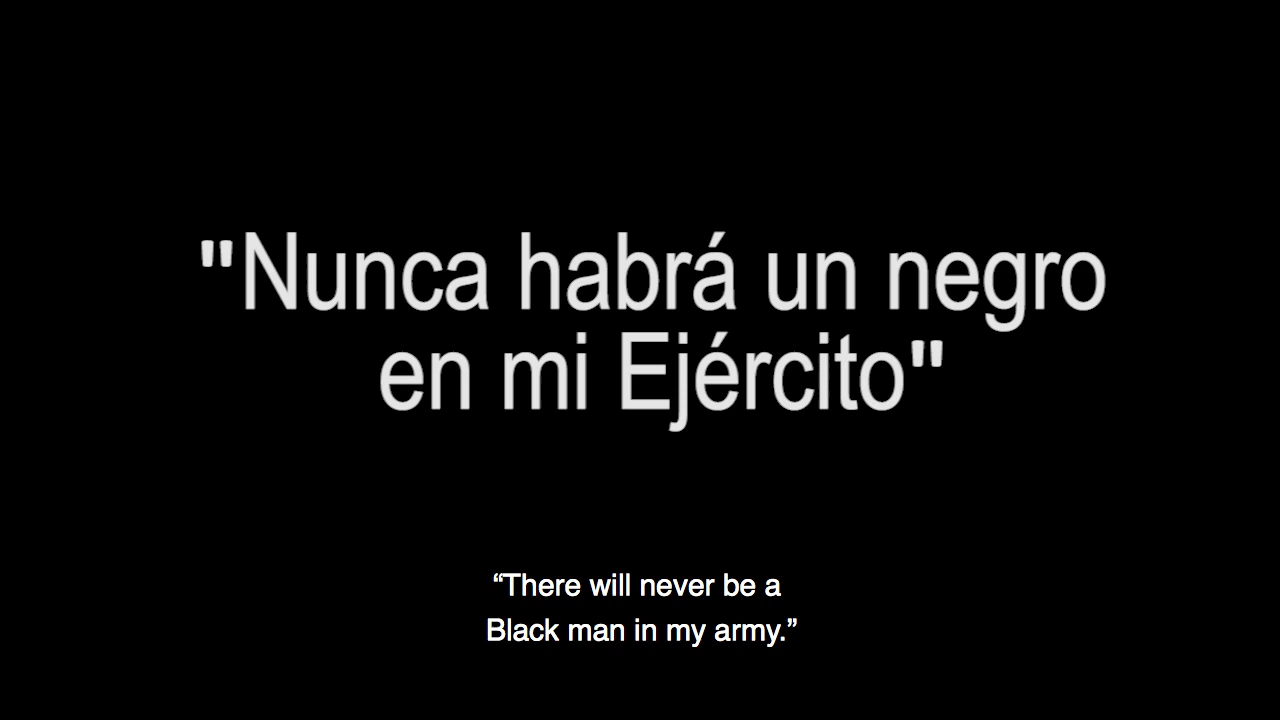 "Nunca habrá un negro
en mi Ejército"
“There will never be a
Black man in my army.”